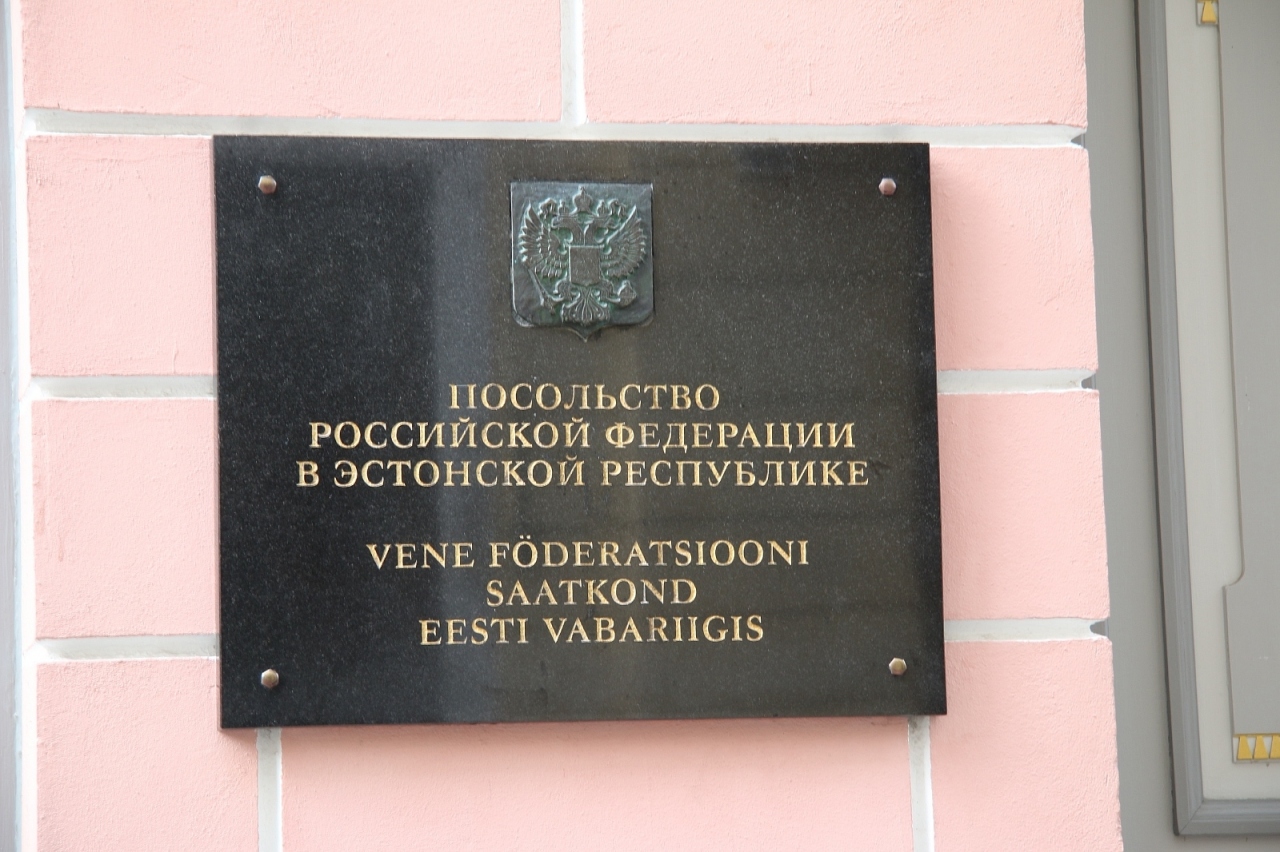 ПОСОЛЬСТВО
РОССИЙСКОЙ ФЕДЕРАЦИИ
В ЭСТОНСКОЙ РЕСПУБЛИКЕ
VENE FÖDERATSIOONI
SAATKOND
EESTI VABARIIGIS